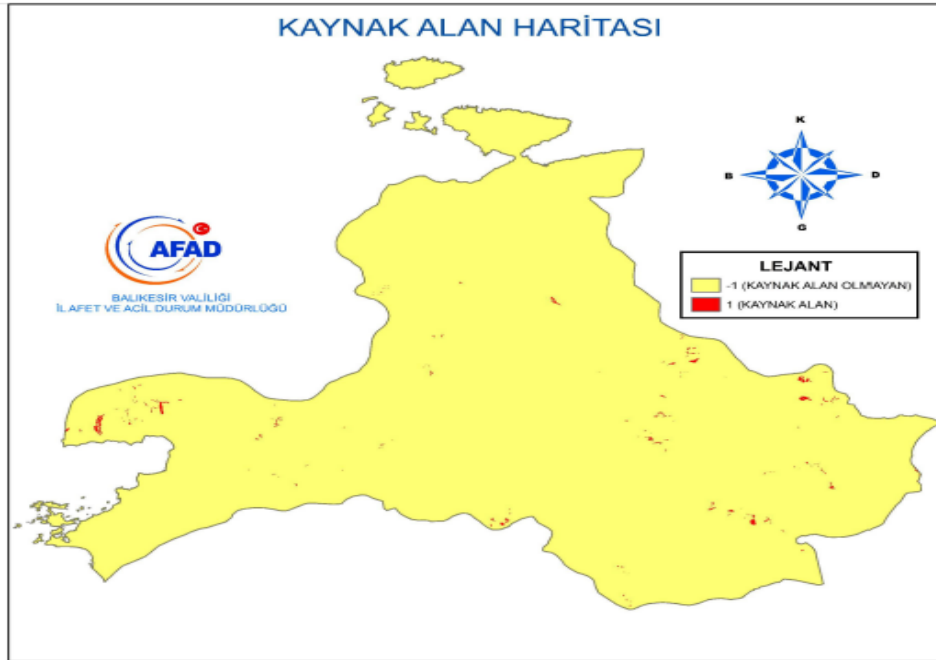 KAYNAK ALAN HARİTASI
K
B
D
G
AFAD
BALIKESİR VALİLİĞİ
İL AFET VE ACİL DURUM MÜDÜRLÜĞÜ
LEJANT
-1 (KAYNAK ALAN OLMAYAN)
1 (KAYNAK ALAN)